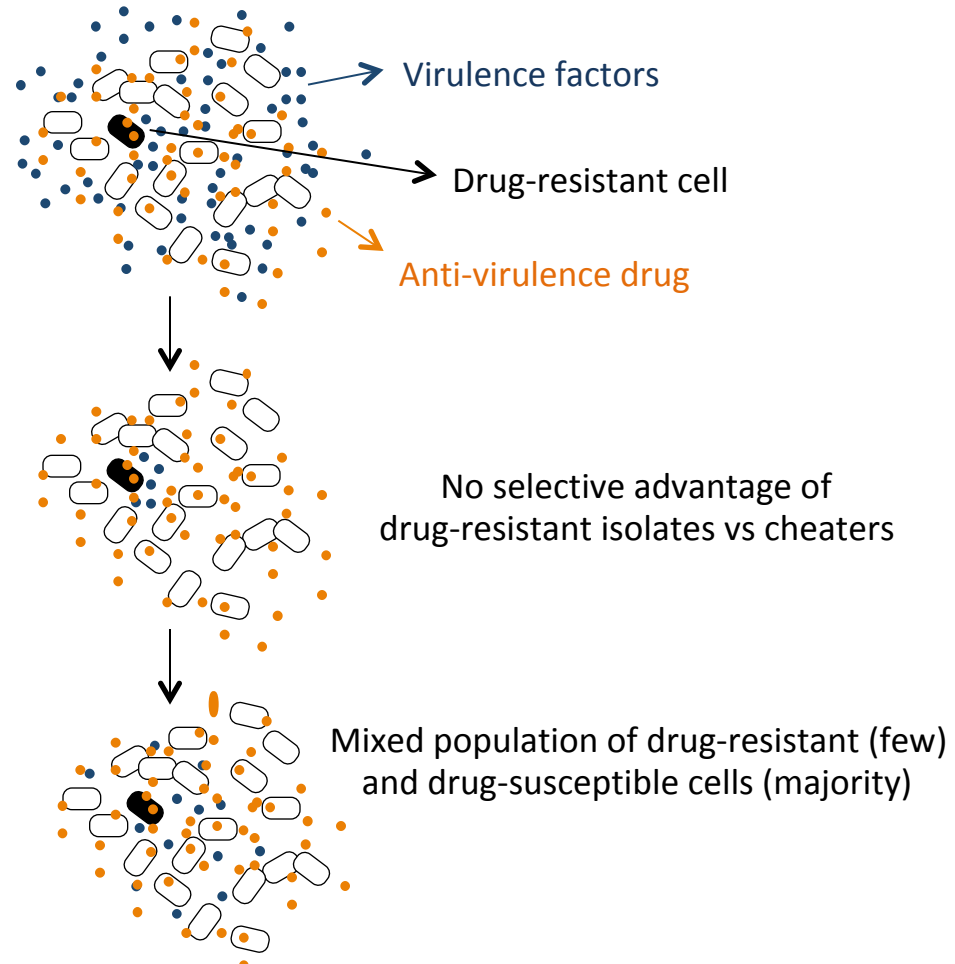 Virulence factors
Drug-resistant cell
Anti-virulence drug
No selective advantage of
drug-resistant isolates vs cheaters
Mixed population of drug-resistant (few)
and drug-susceptible cells (majority)